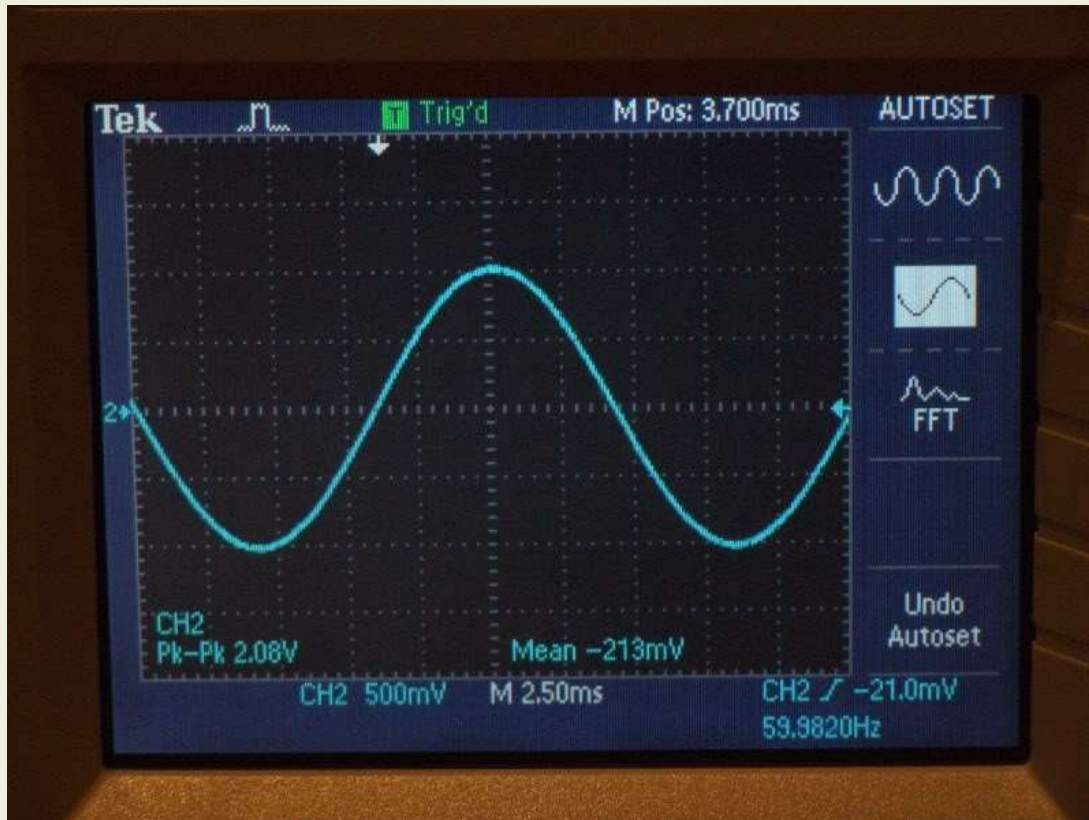 Tek T Trig'd M Pos: 3.700ms AUTOSET
2
FFT
CH2
Pk-Pk 2.08V Mean -213mV
Undo
Autoset
CH2 500mV M 2.50ms CH2 -21.0mV
59.9820Hz